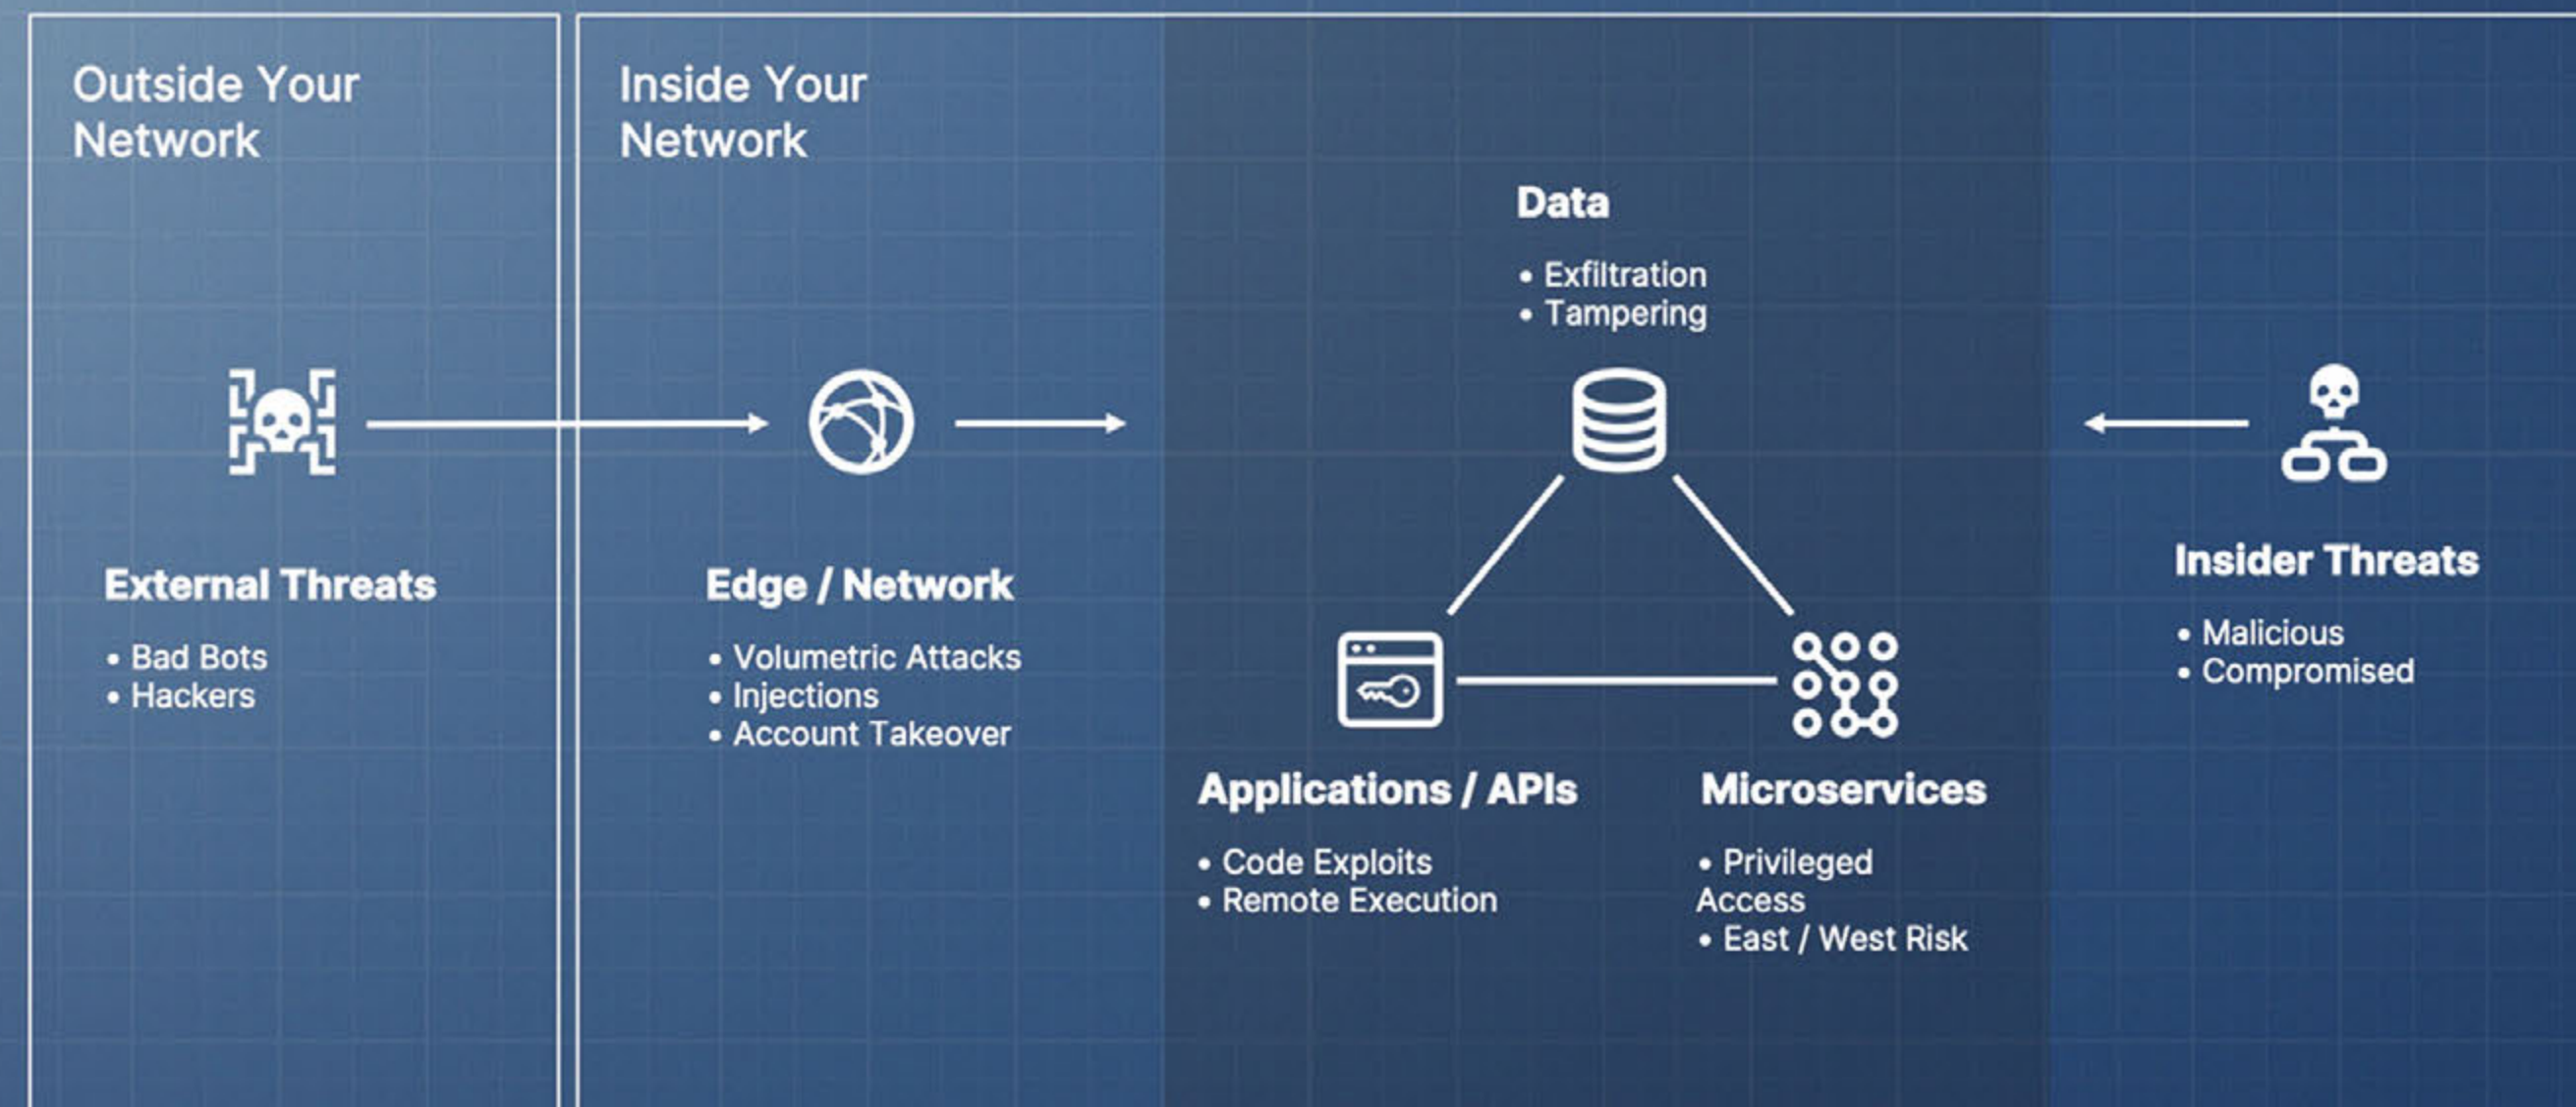 Outside Your
Network
Inside Your
Network
External Threats
• Bad Bots
• Hackers
Edge / Network
• Volumetric Attacks
• Injections
• Account Takeover
Data
• Exfiltration
• Tampering
Applications / APIs
• Code Exploits
• Remote Execution
Microservices
• Privileged
Access
• East / West Risk
Insider Threats
• Malicious
• Compromised